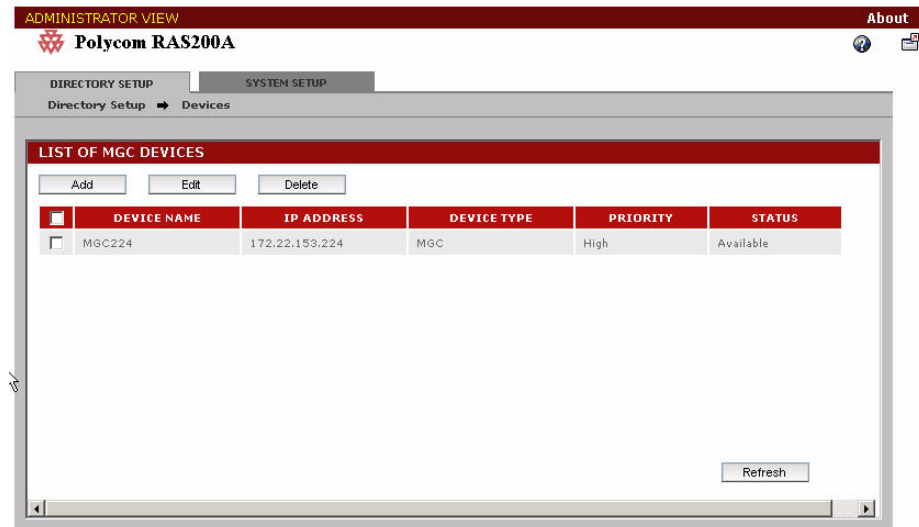 ADMINISTRATOR VIEW About
Polycom RAS200A
DIRECTORY SETUP SYSTEM SETUP
Directory Setup ➡ Devices
LIST OF MGC DEVICES
Add Edit Delete
DEVICE NAME IP ADDRESS DEVICE TYPE PRIORITY STATUS
MGC224 172.22.153.224 MGC High Available
Refresh